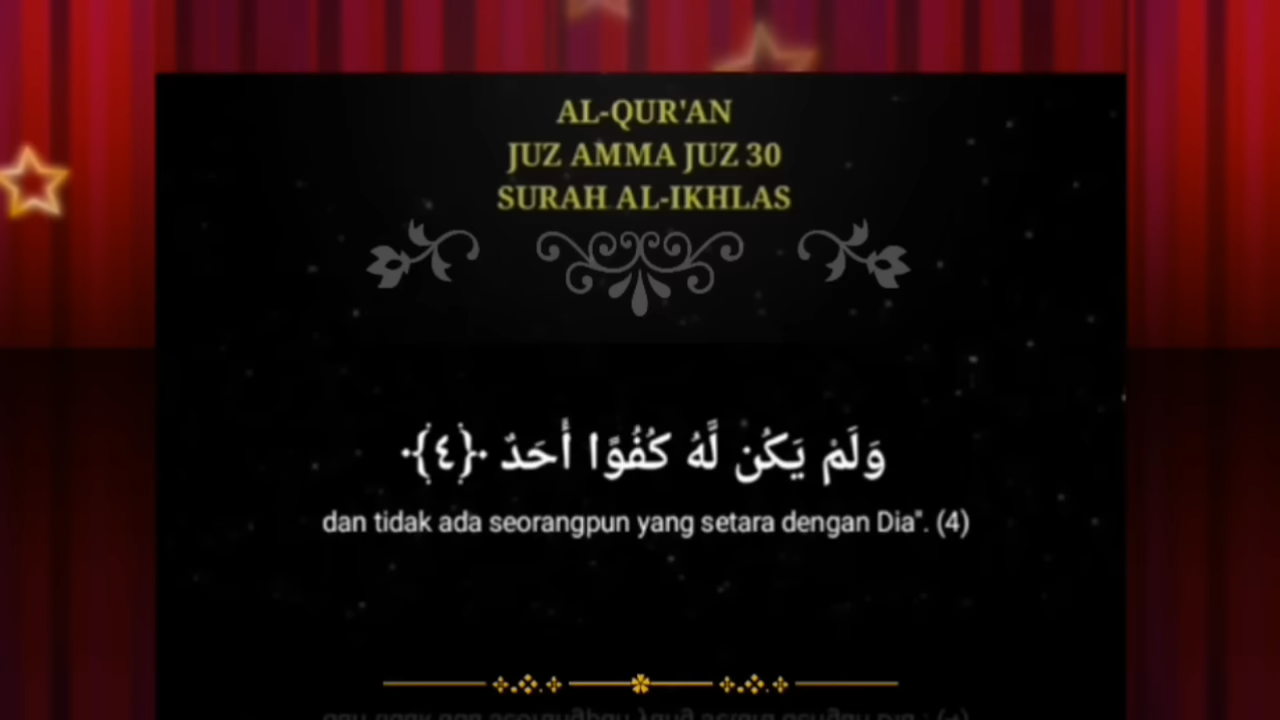 AL-QUR'AN
JUZ AMMA JUZ 30
SURAH AL-IKHLAS
وَلَمْ يَكُن لَّهُ كُفُوًا أَحَدٌ ﴿٤﴾
dan tidak ada seorangpun yang setara dengan Dia". (4)